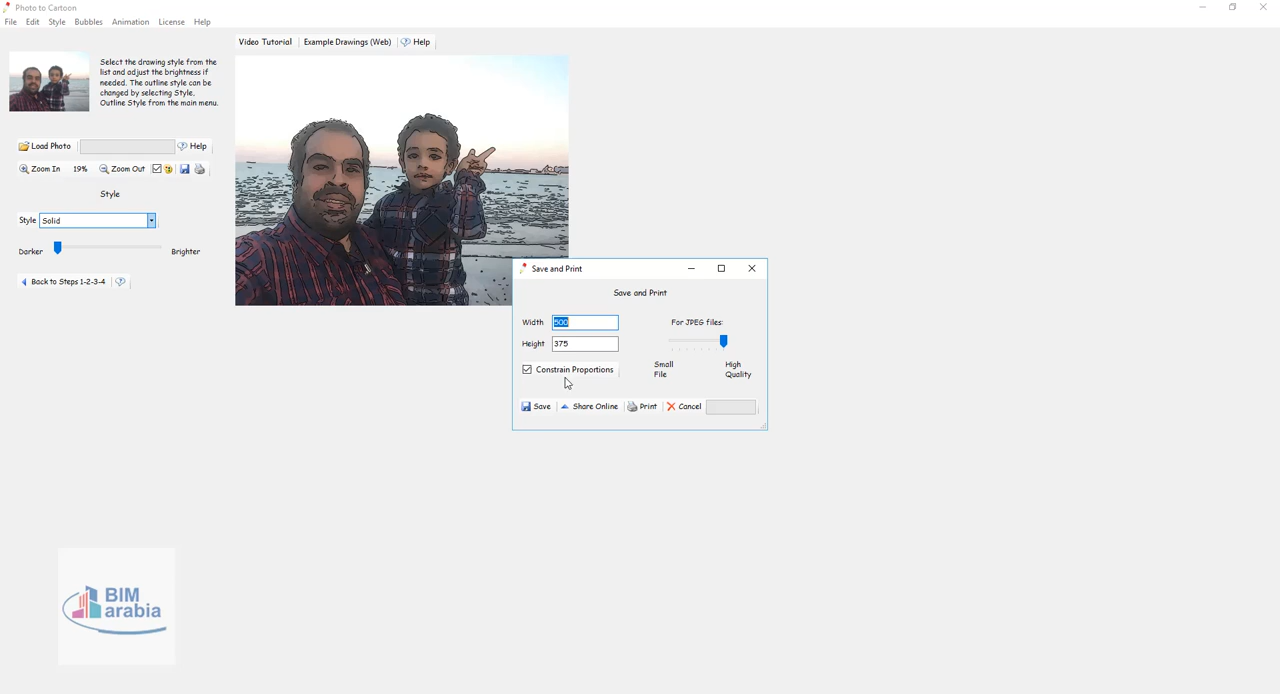 Photo to Cartoon
File Edit Style Bubbles Animation License Help
Video Tutorial Example Drawings (Web) Help
Select the drawing style from the
list and adjust the brightness if
needed. The outline style can be
changed by selecting Style,
Outline Style from the main menu.
Load Photo Help
Zoom In 19% Zoom Out
Style
Style Solid
Darker Brighter
Back to Steps 1-2-3-4
Save and Print
Save and Print
Width 500 For JPEG files:
Height 375
Constrain Proportions
Small
File
High
Quality
Save Share Online Print Cancel
BIM
arabia